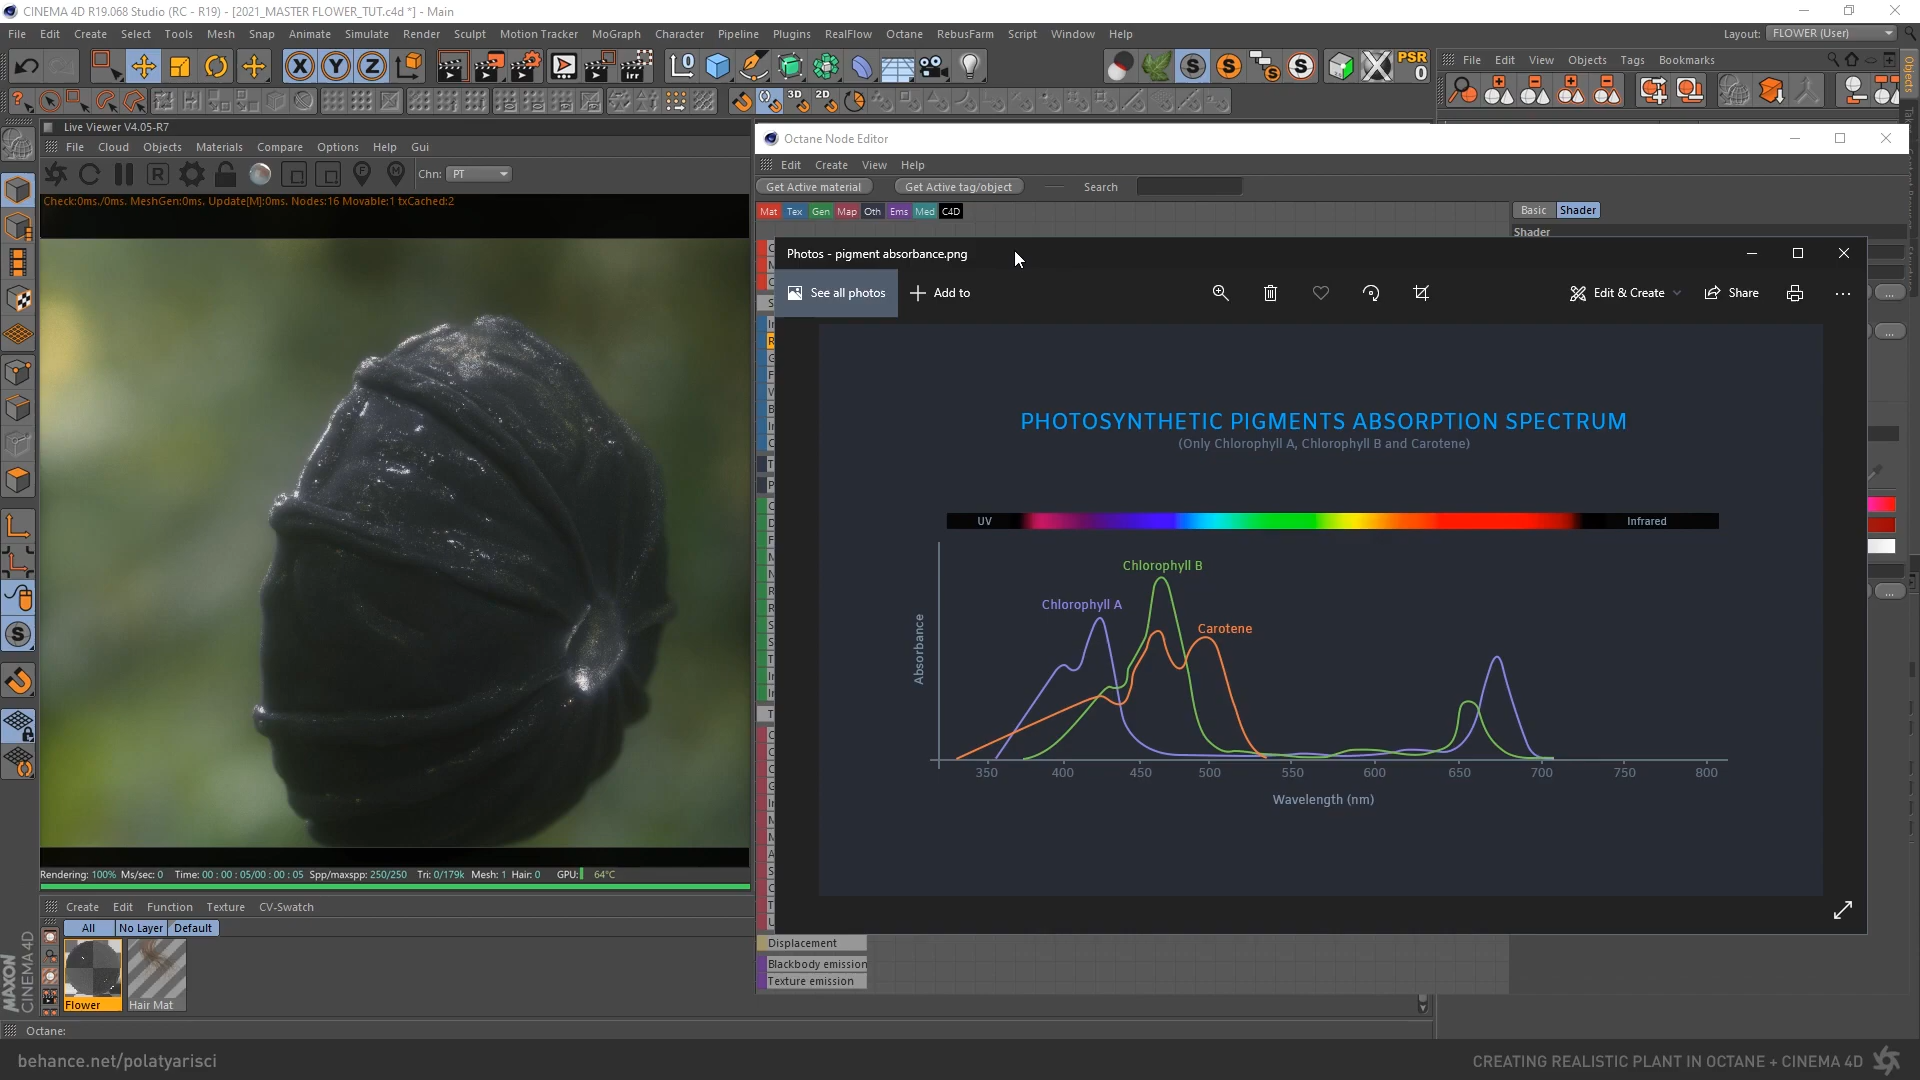 CINEMA 4D R19.068 Studio (RC - R19) - [2021_MASTER FLOWER_TUT.c4d *] - Main
File Edit Create Select Tools Mesh Snap Animate Simulate Render Sculpt Motion Tracker MoGraph Character Pipeline Plugins RealFlow Octane RebusFarm Script Window Help
Layout: FLOWER (User)
X Y Z
PSR
0
3D 2D
File Edit View Objects Tags Bookmarks
Objects
Live Viewer V4.05-R7
File Cloud Objects Materials Compare Options Help Gui
Chn: PT
Check:0ms./0ms. MeshGen:0ms. Update[M]:0ms. Nodes:16 Movable:1 txCached:2
Octane Node Editor
Edit Create View Help
Get Active material Get Active tag/object Search
Mat Tex Gen Map Oth Ems Med C4D
Basic Shader
Shader
Photos - pigment absorbance.png
See all photos Add to Edit & Create Share
PHOTOSYNTHETIC PIGMENTS ABSORPTION SPECTRUM
(Only Chlorophyll A, Chlorophyll B and Carotene)
UV Infrared
Chlorophyll B
Chlorophyll A
Carotene
Absorbance
350 400 450 500 550 600 650 700 750 800
Wavelength (nm)
Rendering: 100% Ms/sec: 0 Time: 00 : 00 : 05/00 : 00 : 05 Spp/maxspp: 250/250 Tri: 0/179k Mesh: 1 Hair: 0 GPU: 64°C
Create Edit Function Texture CV-Swatch
All No Layer Default
Flower Hair Mat
Displacement
Blackbody emission
Texture emission
MAXON
CINEMA 4D
Octane:
behance.net/polatyarisci
CREATING REALISTIC PLANT IN OCTANE + CINEMA 4D